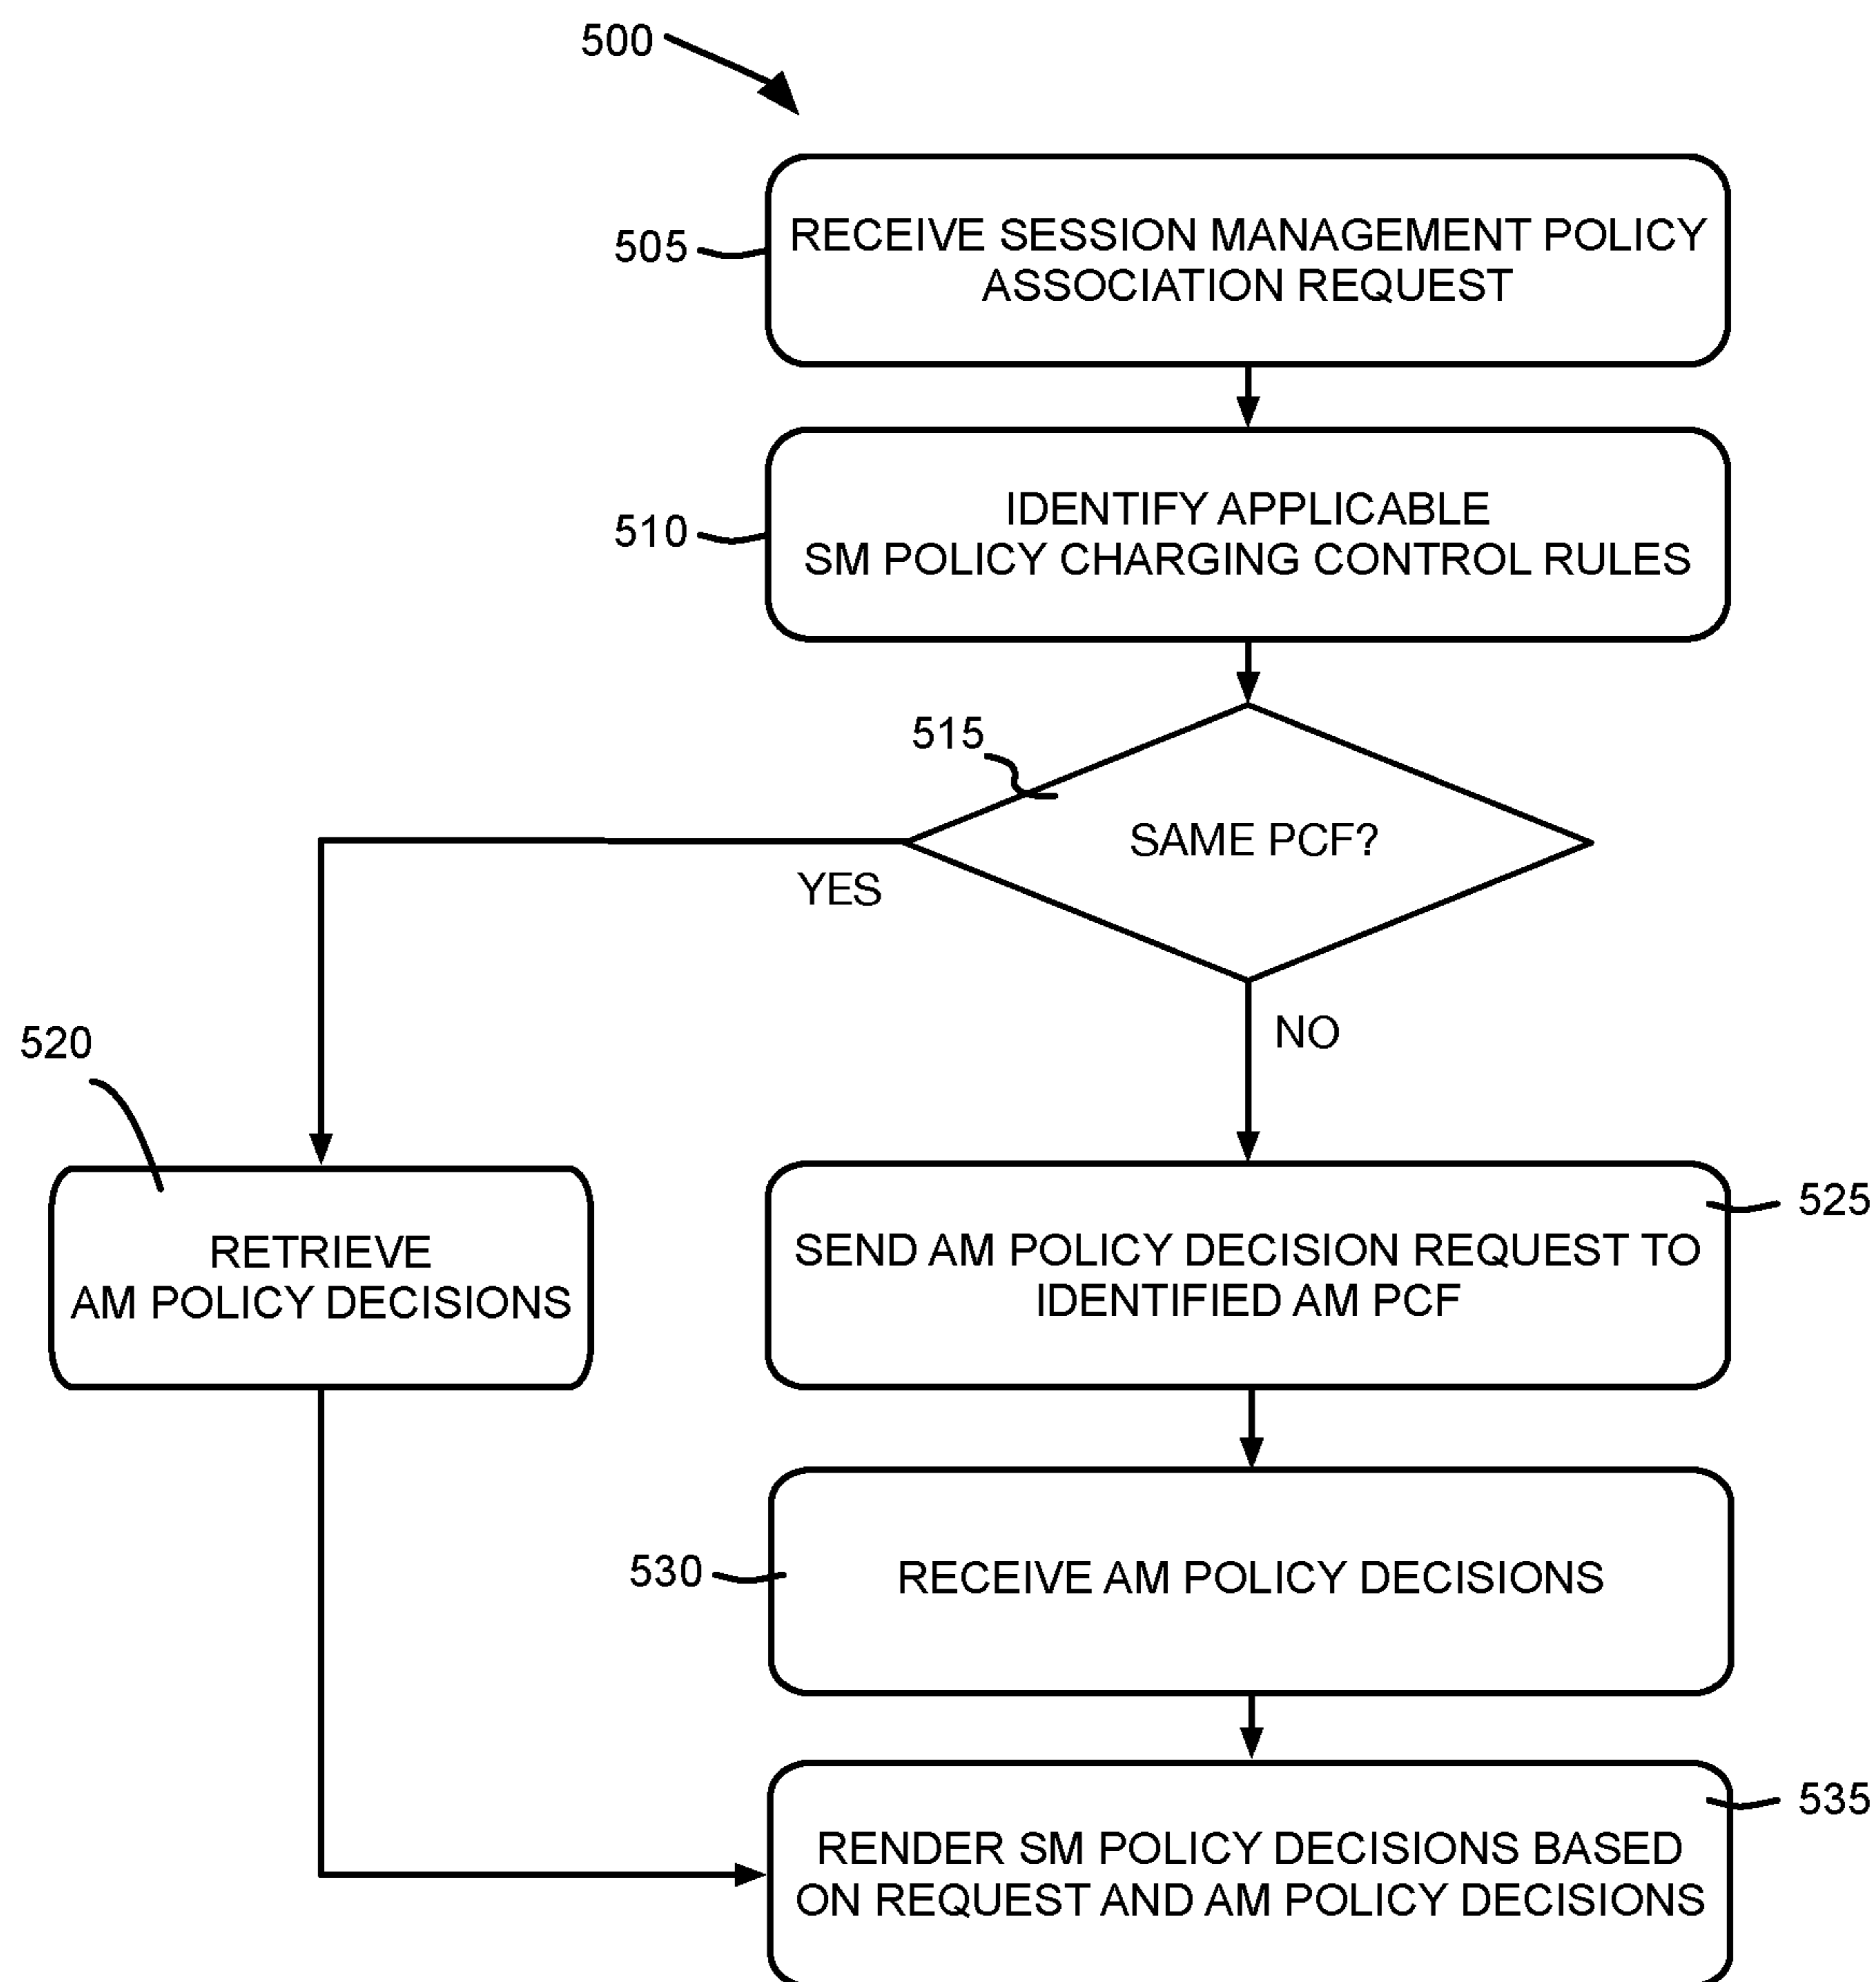 500
505
RECEIVE SESSION MANAGEMENT POLICY
ASSOCIATION REQUEST
510
IDENTIFY APPLICABLE
SM POLICY CHARGING CONTROL RULES
515
SAME PCF?
YES
NO
520
RETRIEVE
AM POLICY DECISIONS
525
SEND AM POLICY DECISION REQUEST TO
IDENTIFIED AM PCF
530
RECEIVE AM POLICY DECISIONS
535
RENDER SM POLICY DECISIONS BASED
ON REQUEST AND AM POLICY DECISIONS